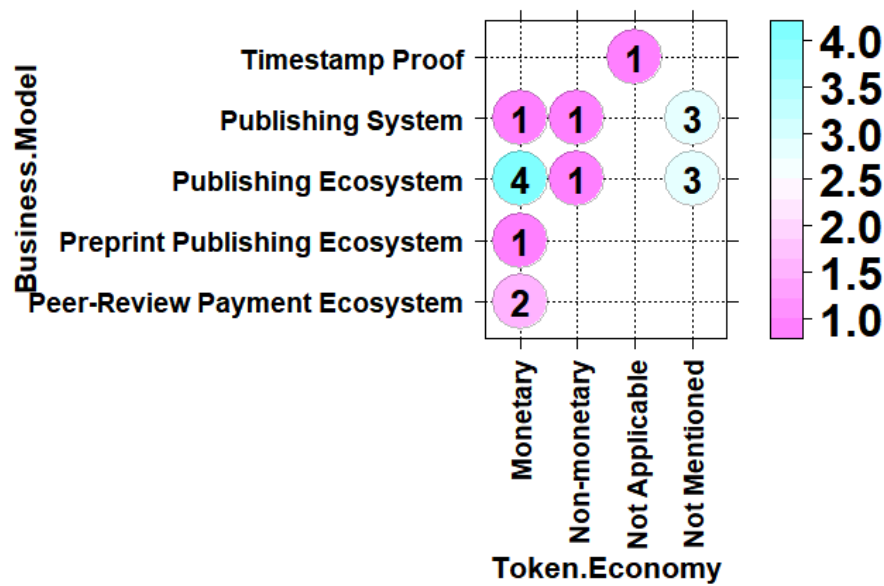 Business.Model
Timestamp Proof
Publishing System
Publishing Ecosystem
Preprint Publishing Ecosystem
Peer-Review Payment Ecosystem
1
1 1 3
4 1 3
1
2
Monetary
Non-monetary
Not Applicable
Not Mentioned
Token.Economy
4.0
3.5
3.0
2.5
2.0
1.5
1.0